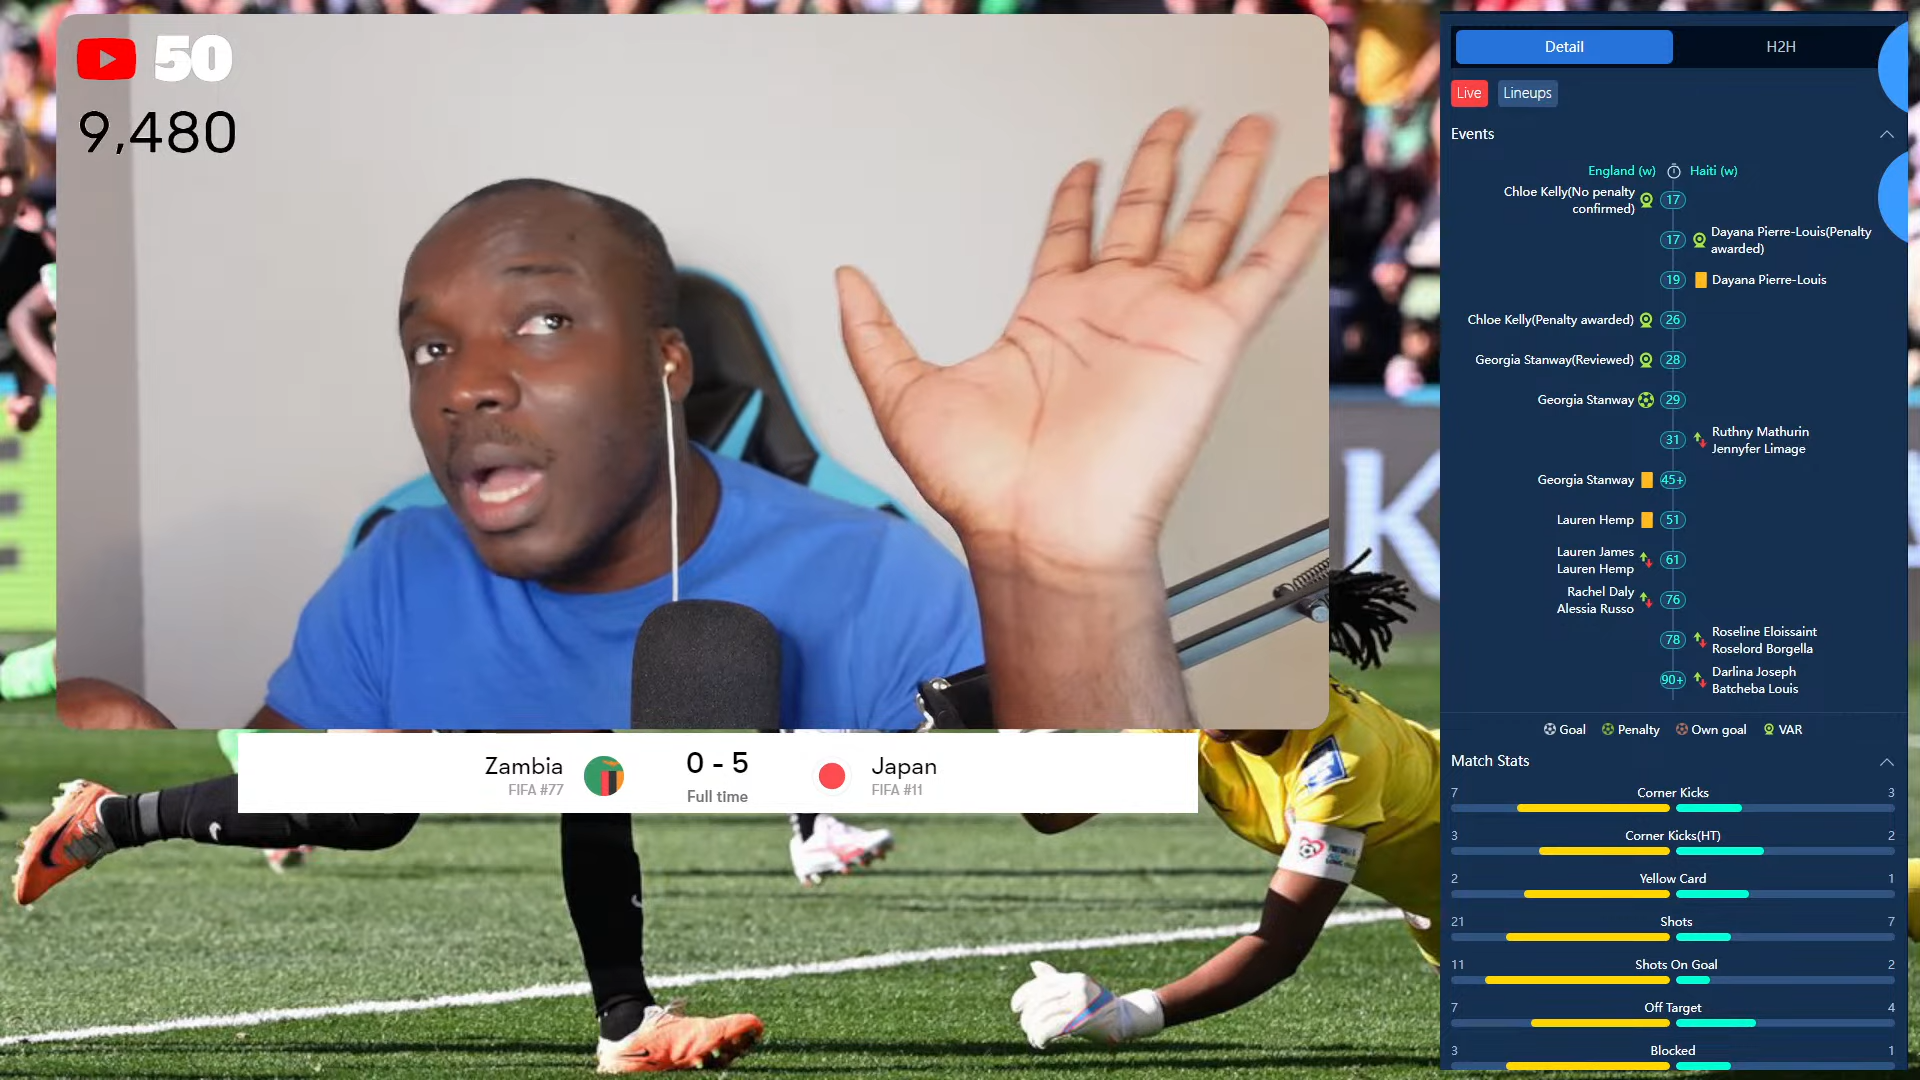 50
9,480
Zambia
FIFA #77
0 - 5
Full time
Japan
FIFA #11
Detail
H2H
Live
Lineups
Events
England (w)
Haiti (w)
Chloe Kelly(No penalty
confirmed)
17
17
Dayana Pierre-Louis(Penalty
awarded)
19
Dayana Pierre-Louis
Chloe Kelly(Penalty awarded)
26
Georgia Stanway(Reviewed)
28
Georgia Stanway
29
31
Ruthny Mathurin
Jennyfer Limage
Georgia Stanway
45+
Lauren Hemp
51
Lauren James
Lauren Hemp
61
Rachel Daly
Alessia Russo
76
78
Roseline Eloissaint
Roselord Borgella
90+
Darlina Joseph
Batcheba Louis
Goal
Penalty
Own goal
VAR
Match Stats
7 Corner Kicks 3
3 Corner Kicks(HT) 2
2 Yellow Card 1
21 Shots 7
11 Shots On Goal 2
7 Off Target 4
3 Blocked 1